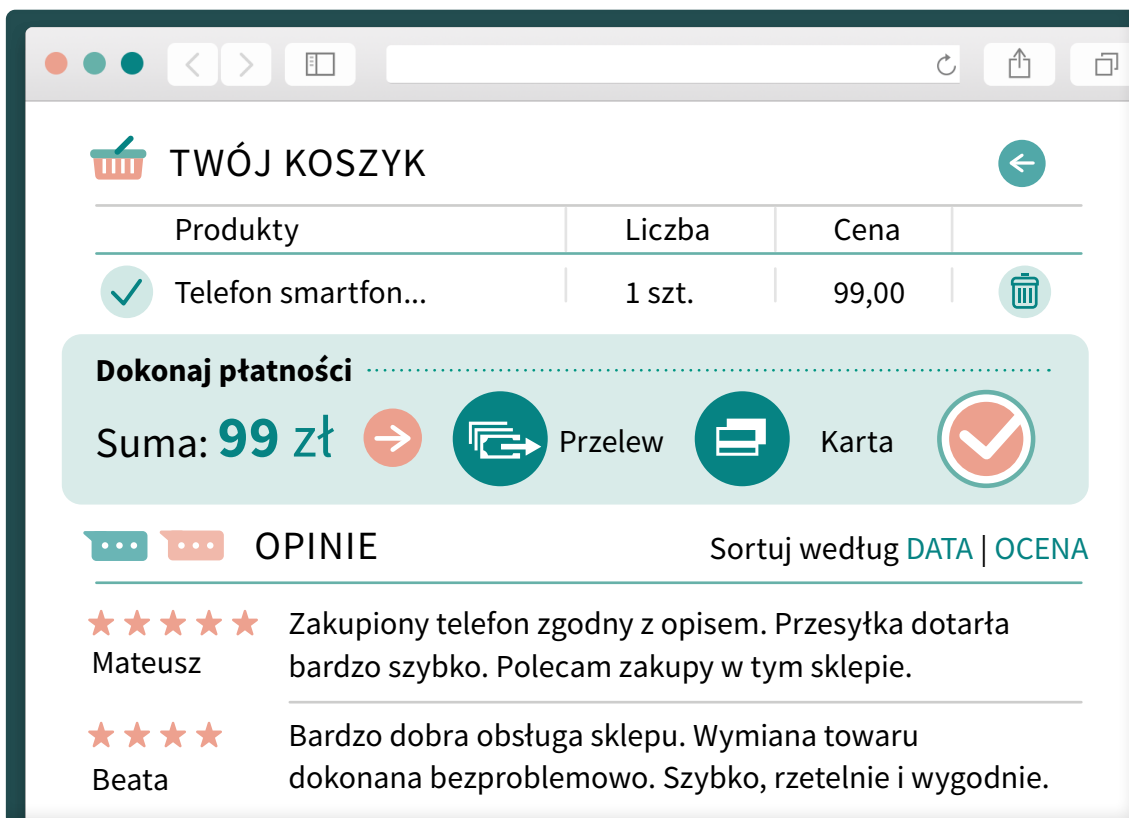 TWÓJ KOSZYK
Produkty Liczba Cena
Telefon smartfon... 1 szt. 99,00
Dokonaj płatności
Suma: 99 zł Przelew Karta
OPINIE Sortuj według DATA | OCENA
Zakupiony telefon zgodny z opisem. Przesyłka dotarła
Mateusz bardzo szybko. Polecam zakupy w tym sklepie.
Bardzo dobra obsługa sklepu. Wymiana towaru
Beata dokonana bezproblemowo. Szybko, rzetelnie i wygodnie.